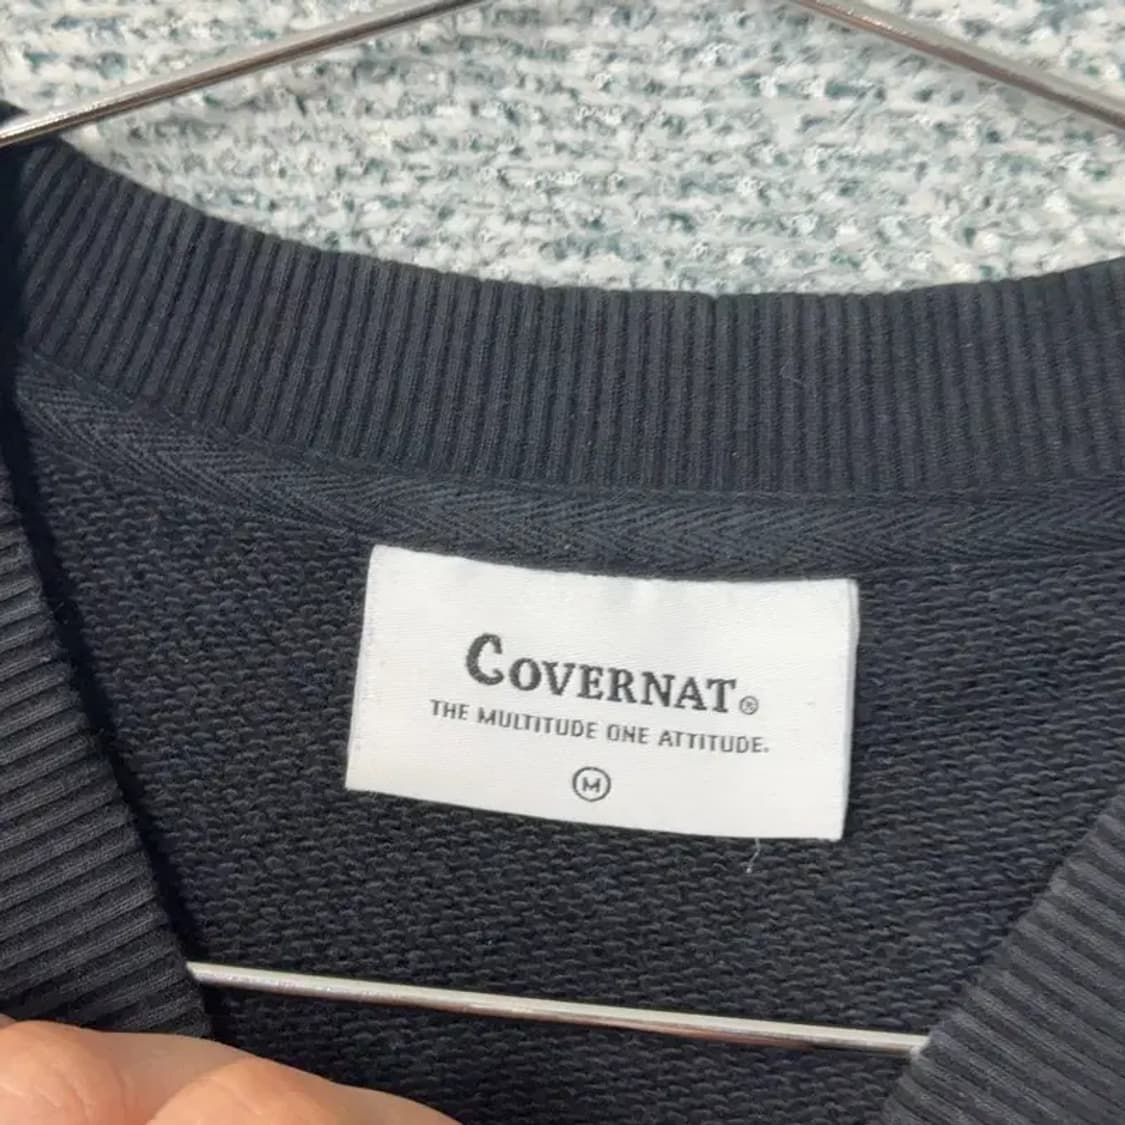 COVERNAT®
THE MULTITUDE ONE ATTITUDE.
M